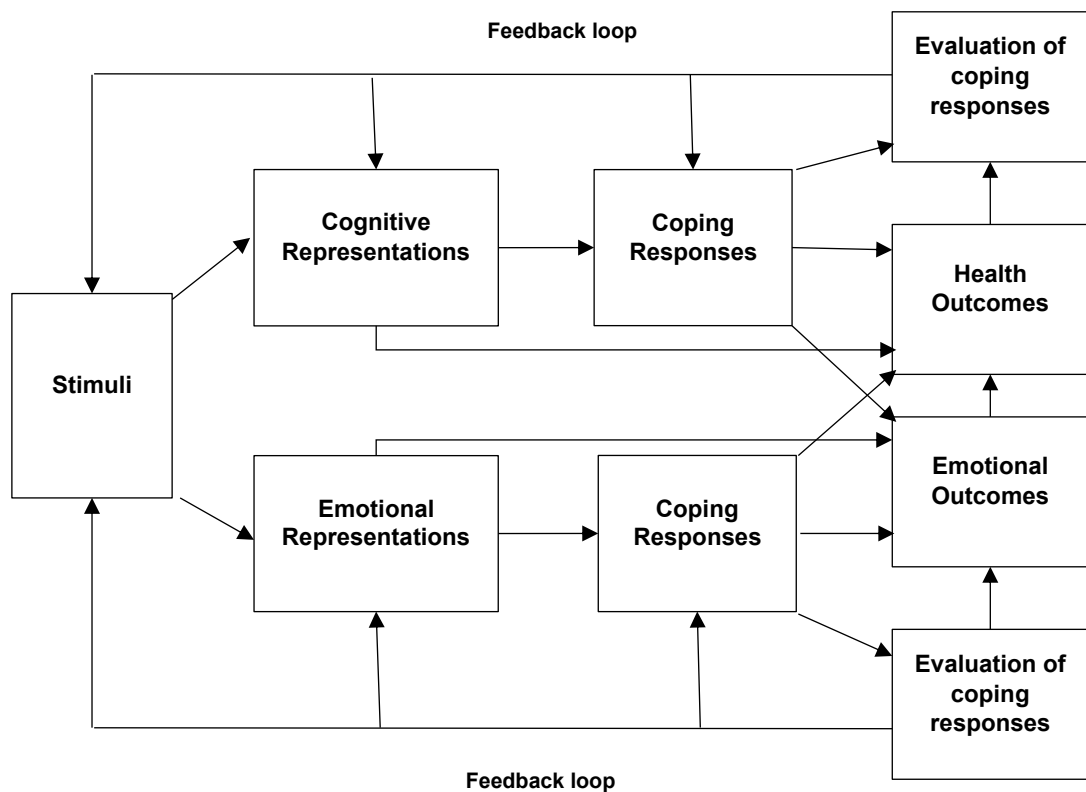 Feedback loop
Evaluation of
coping
responses
Cognitive
Representations
Coping
Responses
Health
Outcomes
Stimuli
Emotional
Representations
Coping
Responses
Emotional
Outcomes
Evaluation of
coping
responses
Feedback loop